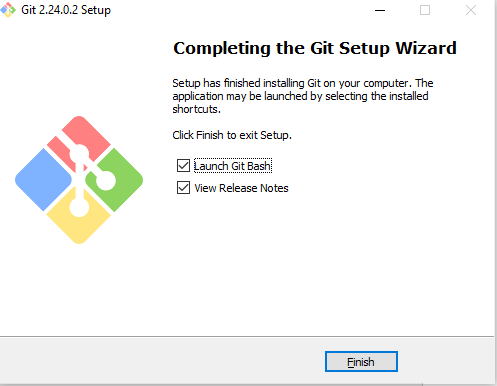 Git 2.24.0.2 Setup
Completing the Git Setup Wizard
Setup has finished installing Git on your computer. The
application may be launched by selecting the installed
shortcuts.
Click Finish to exit Setup.
Launch Git Bash
View Release Notes
Finish